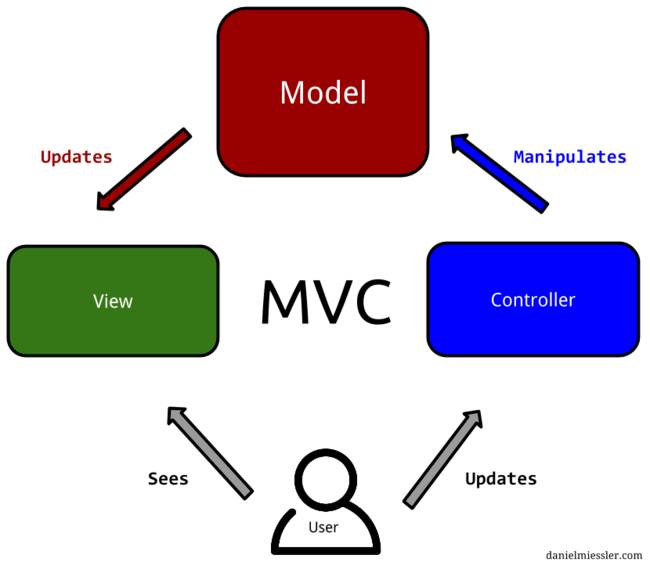 Model
Updates
Manipulates
View
MVC
Controller
Sees
Updates
User
danielmiessler.com